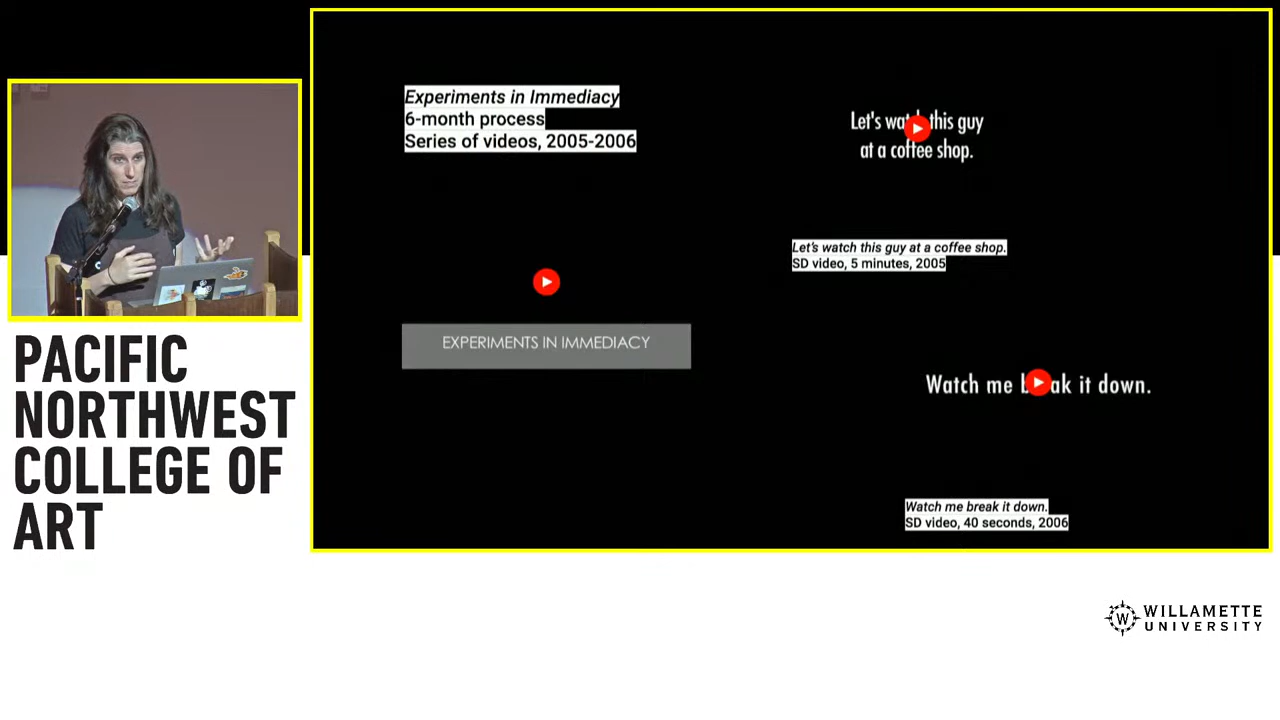 PACIFIC
NORTHWEST
COLLEGE OF
ART
Experiments in Immediacy
6-month process
Series of videos, 2005-2006
EXPERIMENTS IN IMMEDIACY
Let's watch this guy
at a coffee shop.
Let's watch this guy at a coffee shop.
SD video, 5 minutes, 2005
Watch me break it down.
Watch me break it down.
SD video, 40 seconds, 2006
W
WILLAMETTE
UNIVERSITY